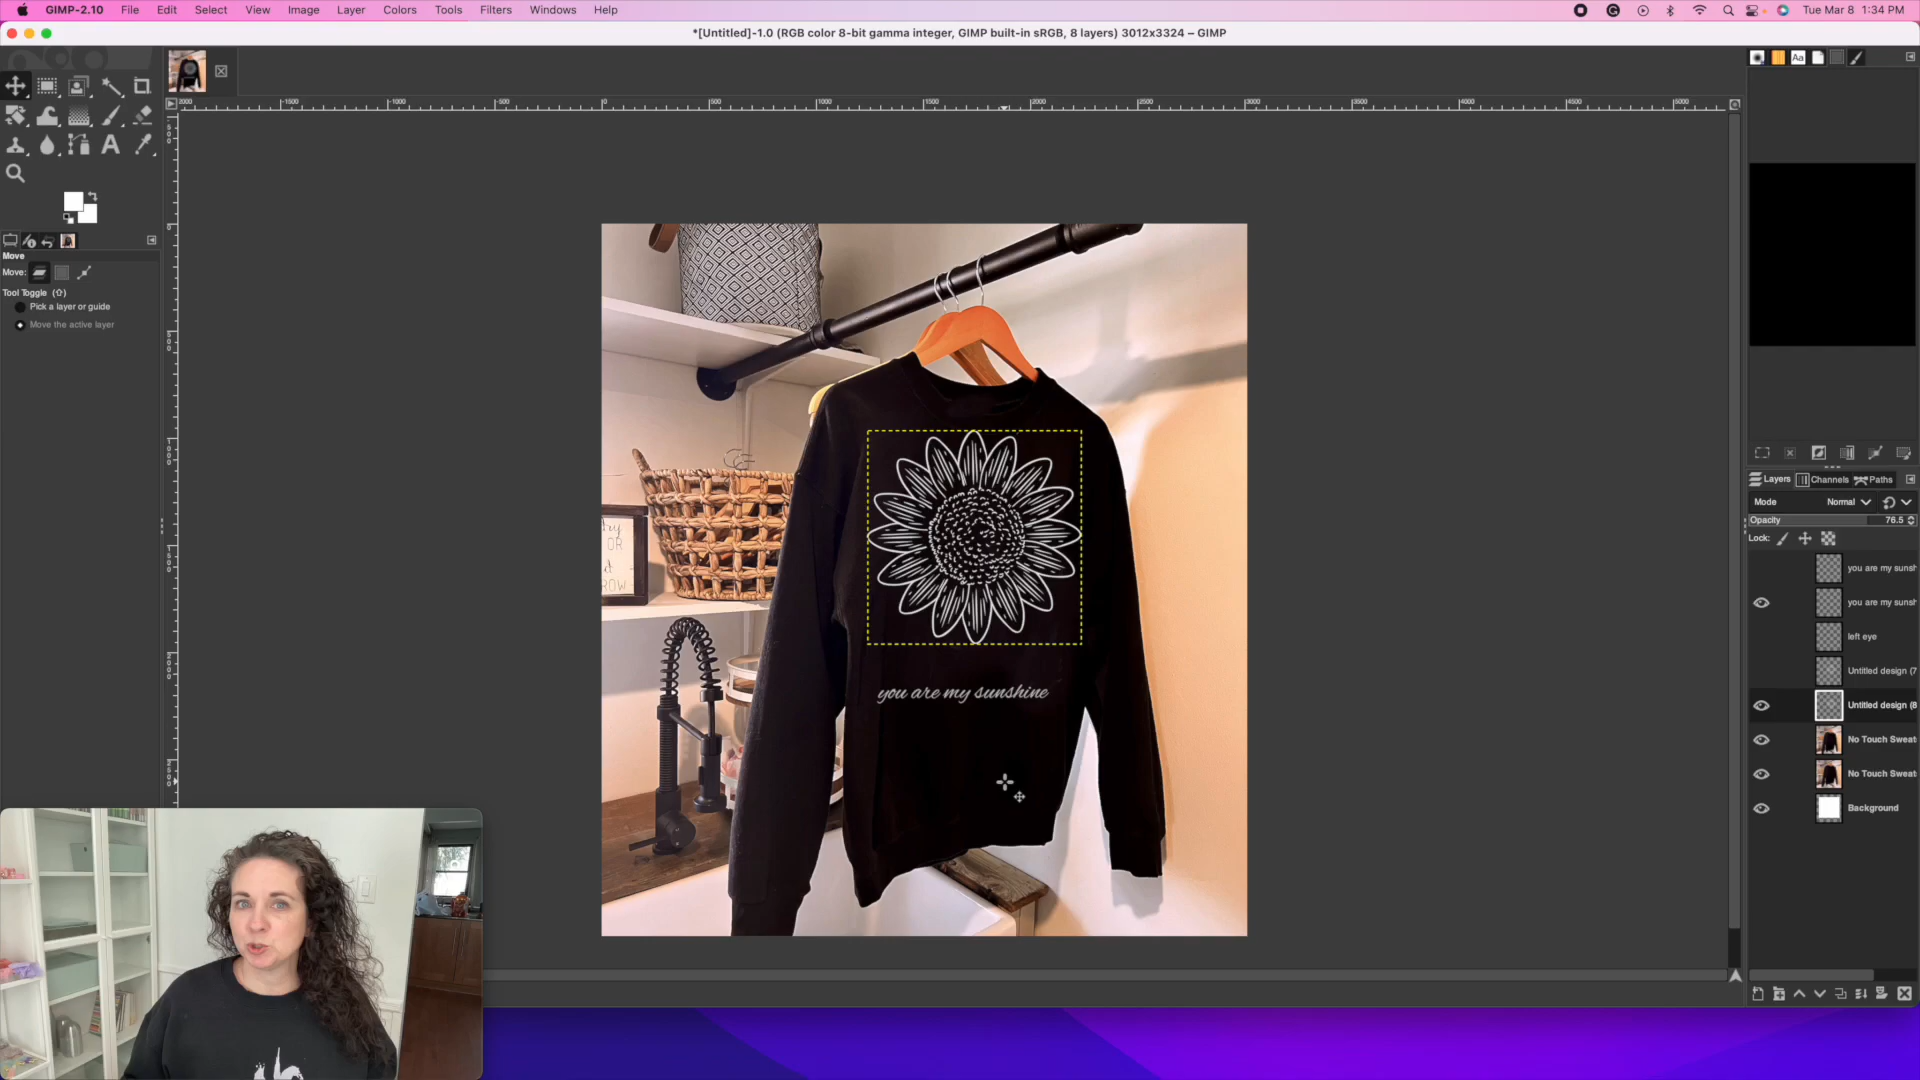 GIMP-2.10 File Edit Select View Image Layer Colors Tools Filters Windows Help Tue Mar 8 1:34 PM
*[Untitled]-1.0 (RGB color 8-bit gamma integer, GIMP built-in sRGB, 8 layers) 3012x3324 – GIMP
Move
Move:
Tool Toggle (⇧)
Pick a layer or guide
Move the active layer
you are my sunshine
OR
ROW
Layers Channels Paths
Mode Normal
Opacity 76.5
Lock:
you are my sunsh
you are my sunsh
left eye
Untitled design (7
Untitled design (8
No Touch Sweat
No Touch Sweat
Background